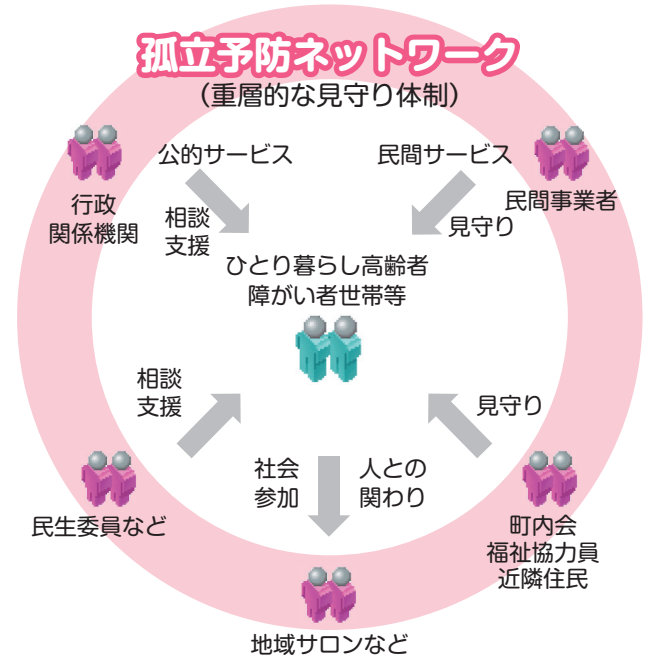 孤立予防ネットワーク
（重層的な見守り体制）
公的サービス
民間サービス
行政
関係機関
民間事業者
相談
支援
見守り
ひとり暮らし高齢者
障がい者世帯等
相談
支援
見守り
社会
参加
人との
関わり
民生委員など
町内会
福祉協力員
近隣住民
地域サロンなど